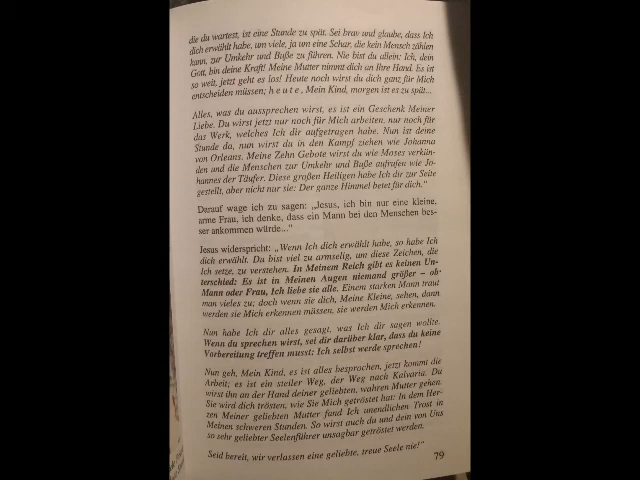 die du wartest, ist eine Stunde zu spät. Sei brav und glaube, daß Ich
dich erwählt habe, um viele, ja um eine Schar, die kein Mensch zählen
kann, zur Umkehr und Buße zu führen. Nie bist du allein: Ich, dein
Gott, bin deine Kraft! Meine Mutter nimmt dich an Ihre Hand. Es ist
so weit, jetzt geht es los! Heute noch wirst du dich ganz für Mich
entscheiden müssen; h e u t e, Mein Kind, morgen ist es zu spät...
Alles, was du aussprechen wirst, es ist ein Geschenk Meiner
Liebe. Du wirst jetzt nur noch für Mich arbeiten, nur noch für
das Werk, welches Ich dir aufgetragen habe. Nun ist deine
Stunde da, nun wirst du in den Kampf ziehen wie Johanna
von Orleans. Meine Zehn Gebote wirst du wie Moses verkün-
den und die Menschen zur Umkehr und Buße aufrufen wie Jo-
hannes der Täufer. Diese großen Heiligen habe Ich dir zur Seite
gestellt, aber nicht nur sie: Der ganze Himmel betet für dich."
Darauf wage ich zu sagen: „Jesus, ich bin nur eine kleine,
arme Frau, ich denke, dass ein Mann bei den Menschen bes-
ser ankommen würde..."
Jesus widerspricht: „Wenn Ich dich erwählt habe, so habe Ich
dich erwählt. Du bist viel zu armselig, um diese Zeichen, die
Ich setze, zu verstehen. In Meinem Reich gibt es keinen Un-
terschied: Es ist in Meinen Augen niemand größer – ob
Mann oder Frau, Ich liebe sie alle. Einem starken Mann traut
man vieles zu; doch wenn sie dich, Meine Kleine, sehen, dann
werden sie Mich erkennen müssen, sie werden Mich erkennen.
Nun habe Ich dir alles gesagt, was Ich dir sagen wollte.
Wenn du sprechen wirst, sei dir darüber klar, dass du keine
Vorbereitung treffen musst; Ich selbst werde sprechen!
Nun geh, Mein Kind, es ist alles besprochen, jetzt kommt die
Arbeit; es ist ein steiler Weg, der Weg nach Kalvaria. Du
wirst ihn an der Hand deiner geliebten, wahren Mutter gehen.
Sie wird dich trösten, wie Sie Mich getröstet hat: In dem Her-
zen Meiner geliebten Mutter fand Ich unendlichen Trost in
Meinen schweren Stunden. So wirst auch du und dein von Uns
so sehr geliebter Seelenführer unsagbar getröstet werden.
Seid bereit, wir verlassen eine geliebte, treue Seele nie!"
79